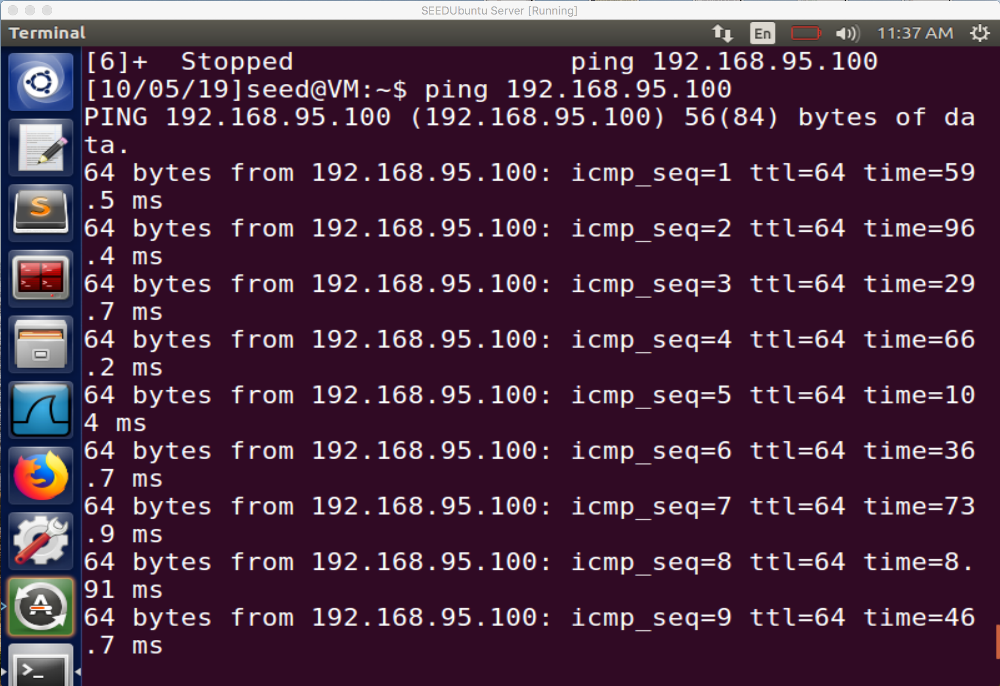 SEEDUbuntu Server [Running]
Terminal En 11:37 AM
[6]+  Stopped                 ping 192.168.95.100
[10/05/19]seed@VM:~$ ping 192.168.95.100
PING 192.168.95.100 (192.168.95.100) 56(84) bytes of da
ta.
64 bytes from 192.168.95.100: icmp_seq=1 ttl=64 time=59
.5 ms
64 bytes from 192.168.95.100: icmp_seq=2 ttl=64 time=96
.4 ms
64 bytes from 192.168.95.100: icmp_seq=3 ttl=64 time=29
.7 ms
64 bytes from 192.168.95.100: icmp_seq=4 ttl=64 time=66
.2 ms
64 bytes from 192.168.95.100: icmp_seq=5 ttl=64 time=10
4 ms
64 bytes from 192.168.95.100: icmp_seq=6 ttl=64 time=36
.7 ms
64 bytes from 192.168.95.100: icmp_seq=7 ttl=64 time=73
.9 ms
64 bytes from 192.168.95.100: icmp_seq=8 ttl=64 time=8.
91 ms
64 bytes from 192.168.95.100: icmp_seq=9 ttl=64 time=46
.7 ms